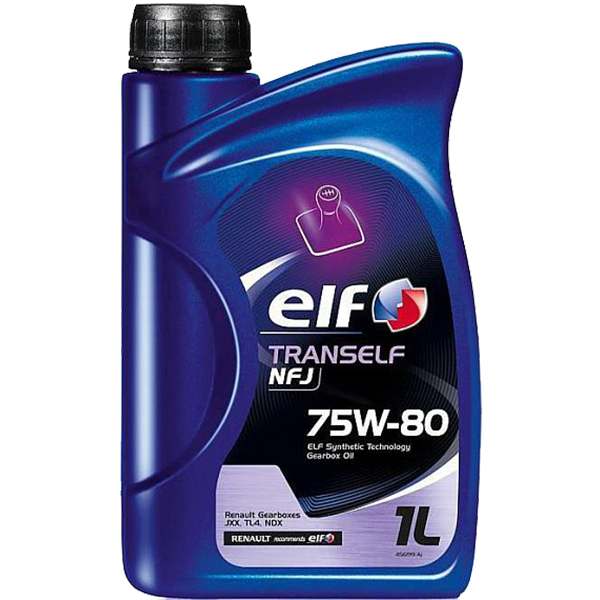 elf
TRANSELF
NFJ
75W-80
ELF Synthetic Technology
Gearbox Oil
Renault Gearboxes
JXX, TL4, NDX
RENAULT recommends elf
1L